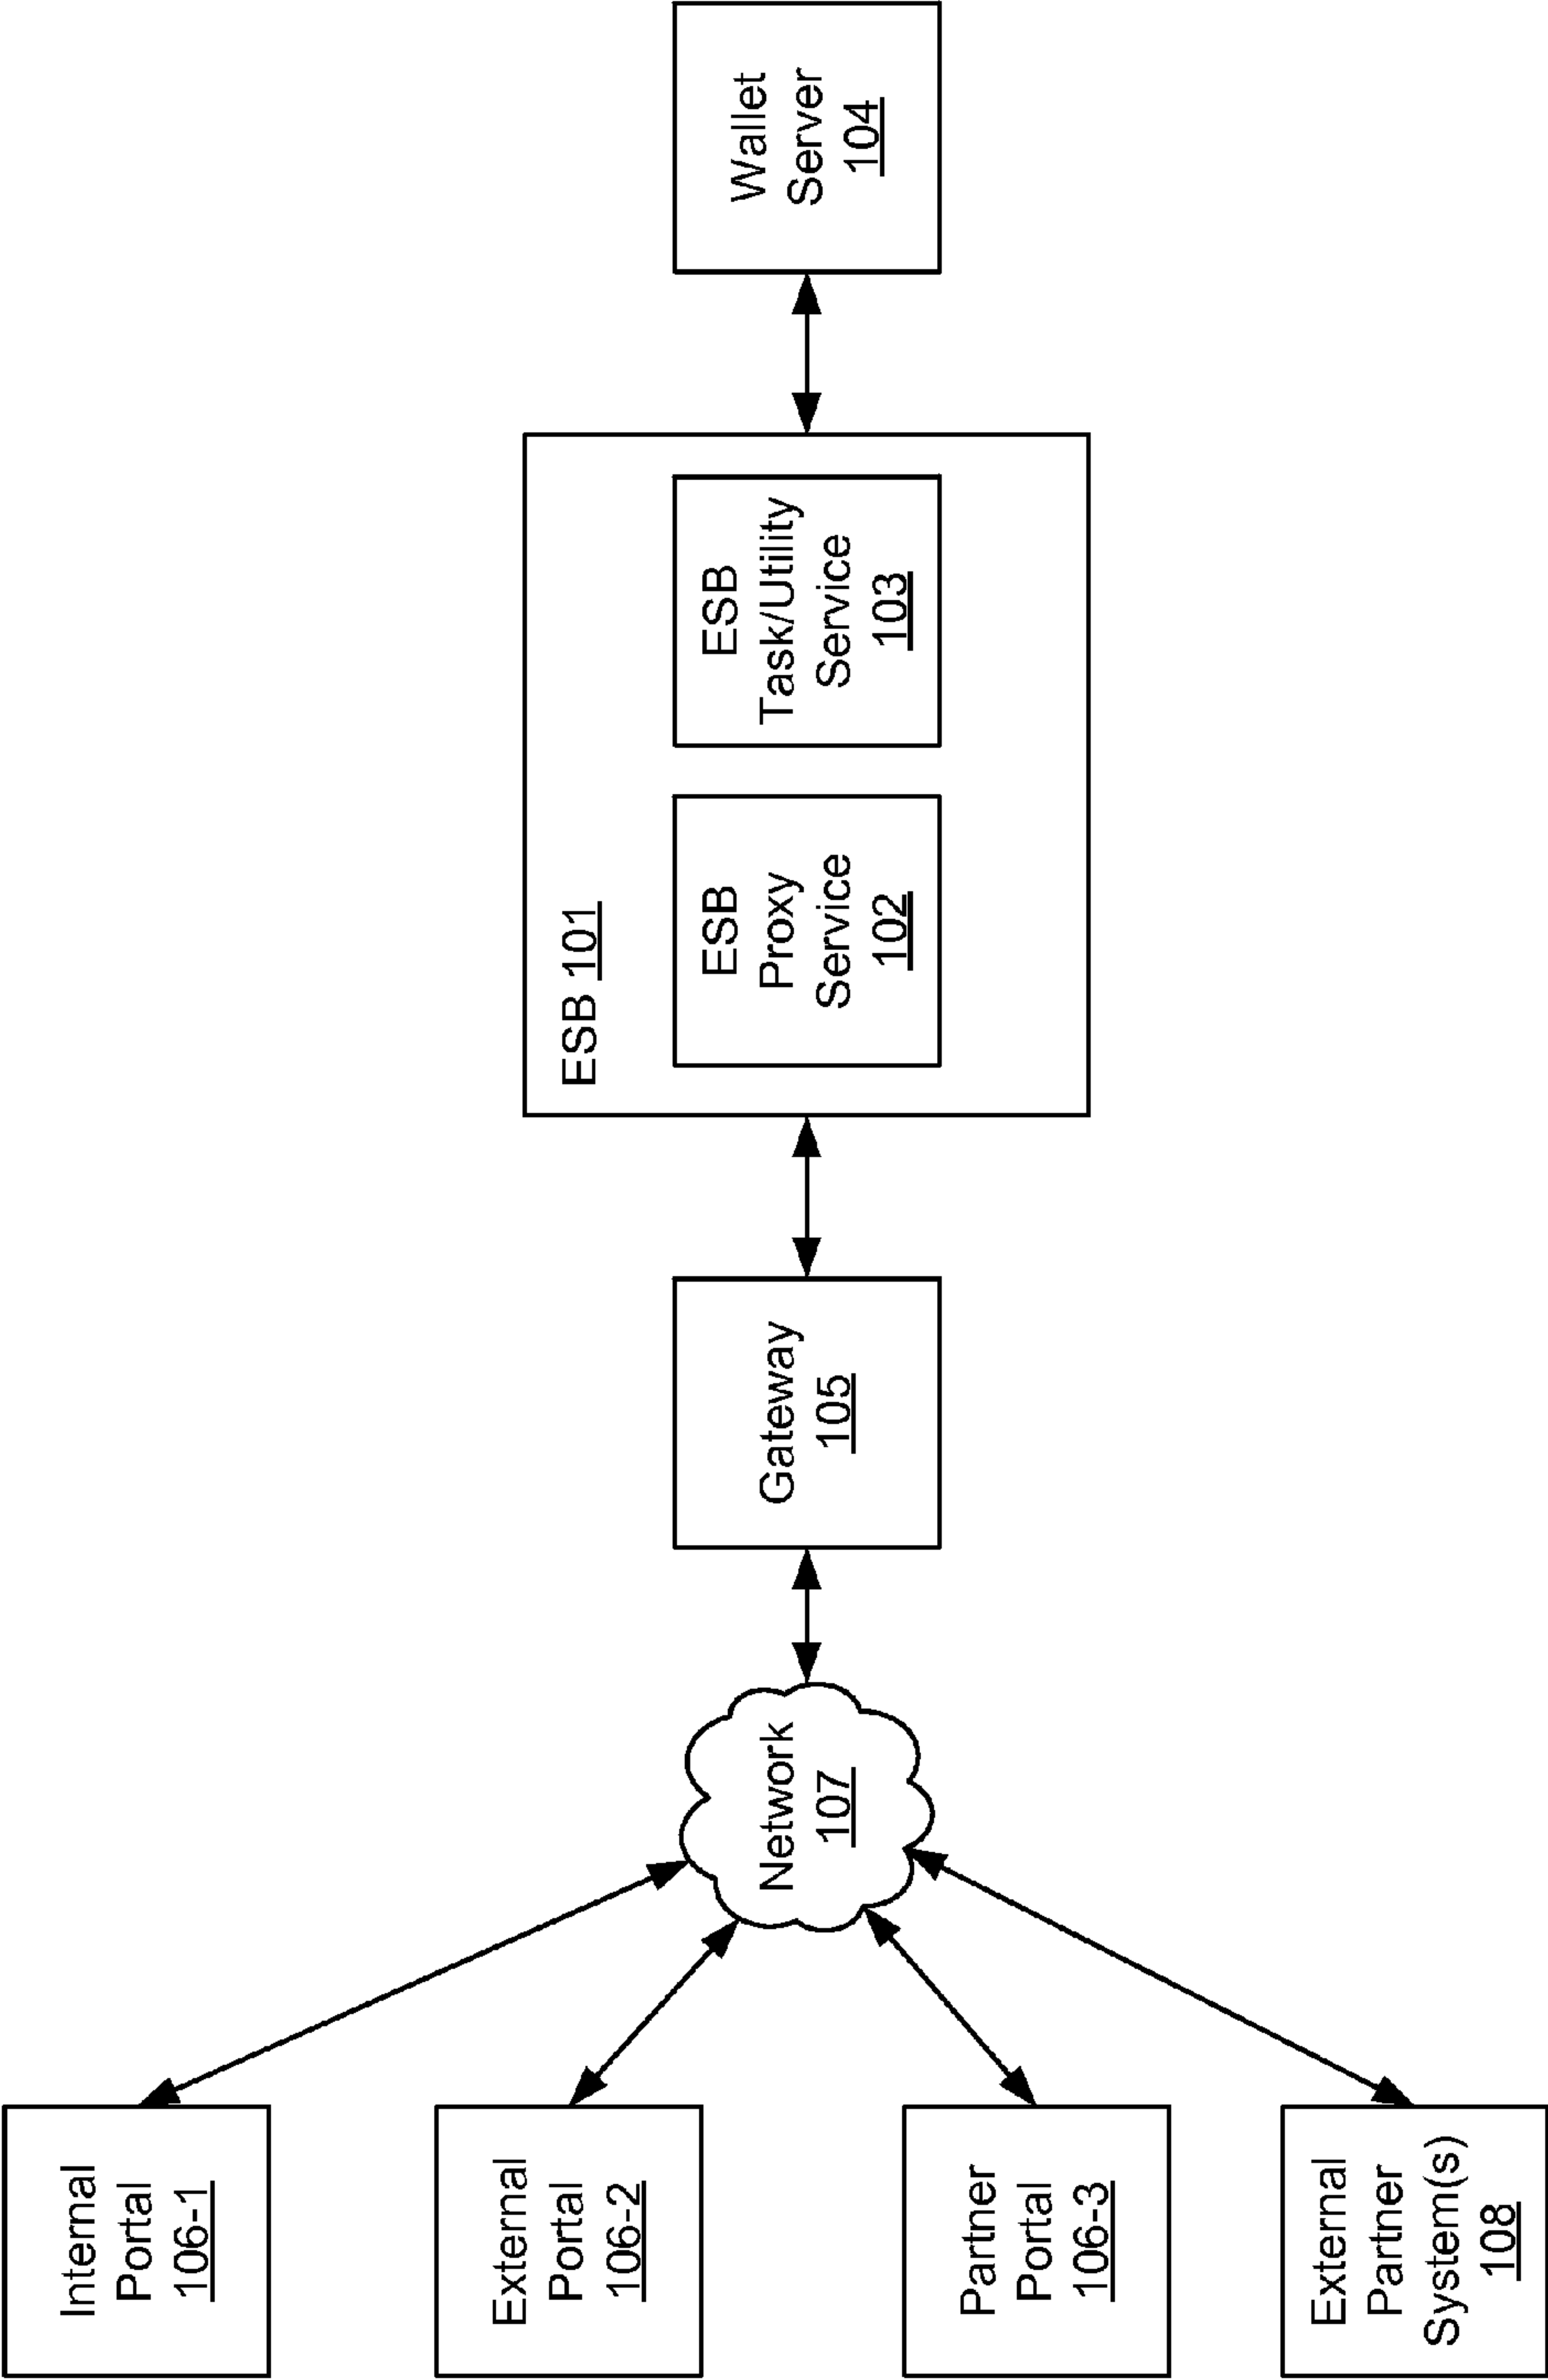 Internal
Portal
106-1
External
Portal
106-2
Partner
Portal
106-3
External
Partner
System(s)
108
Network
107
Gateway
105
ESB 101
ESB
Proxy
Service
102
ESB
Task/Utility
Service
103
Wallet
Server
104